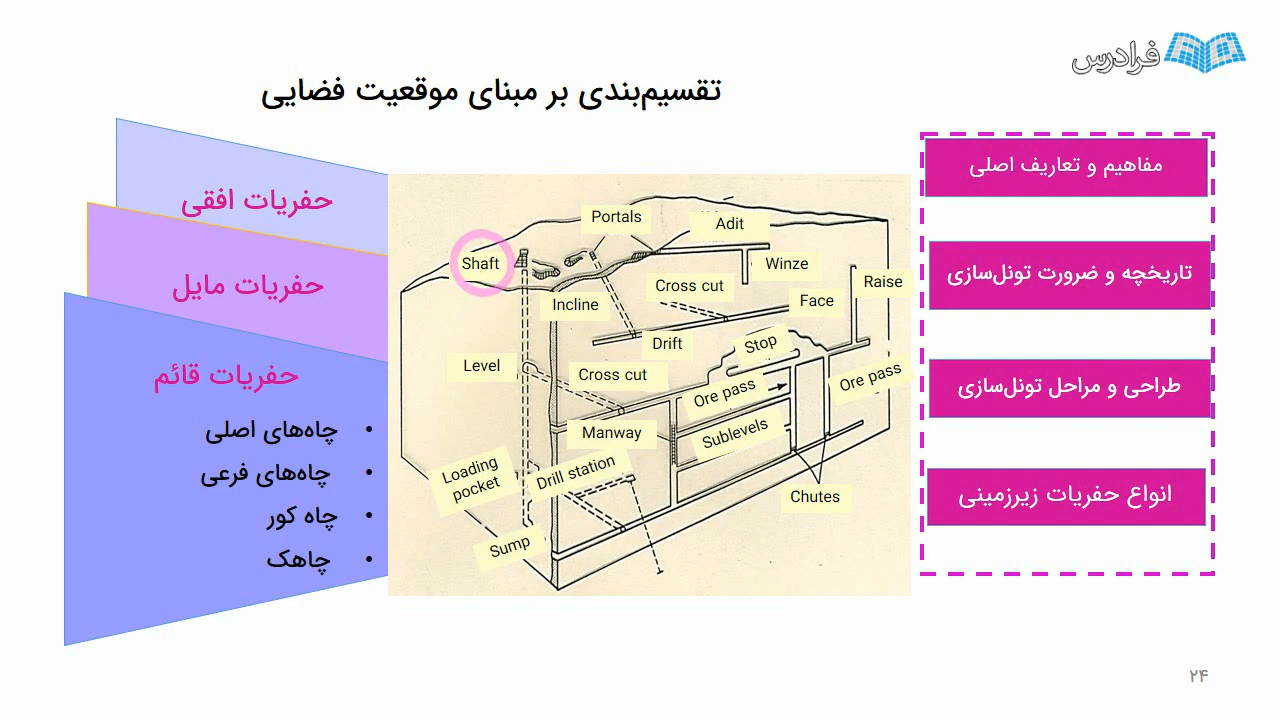 فرادرس
تقسیم‌بندی بر مبنای موقعیت فضایی
مفاهیم و تعاریف اصلی
تاریخچه و ضرورت تونل‌سازی
طراحی و مراحل تونل‌سازی
انواع حفریات زیرزمینی
حفریات افقی
حفریات مایل
حفریات قائم
• چاه‌های اصلی
• چاه‌های فرعی
• چاه کور
• چاهک
Portals
Adit
Shaft
Winze
Raise
Cross cut
Incline
Face
Drift
Stop
Level
Cross cut
Ore pass
Ore pass
Manway
Sublevels
Loading
pocket
Drill station
Chutes
Sump
۲۴